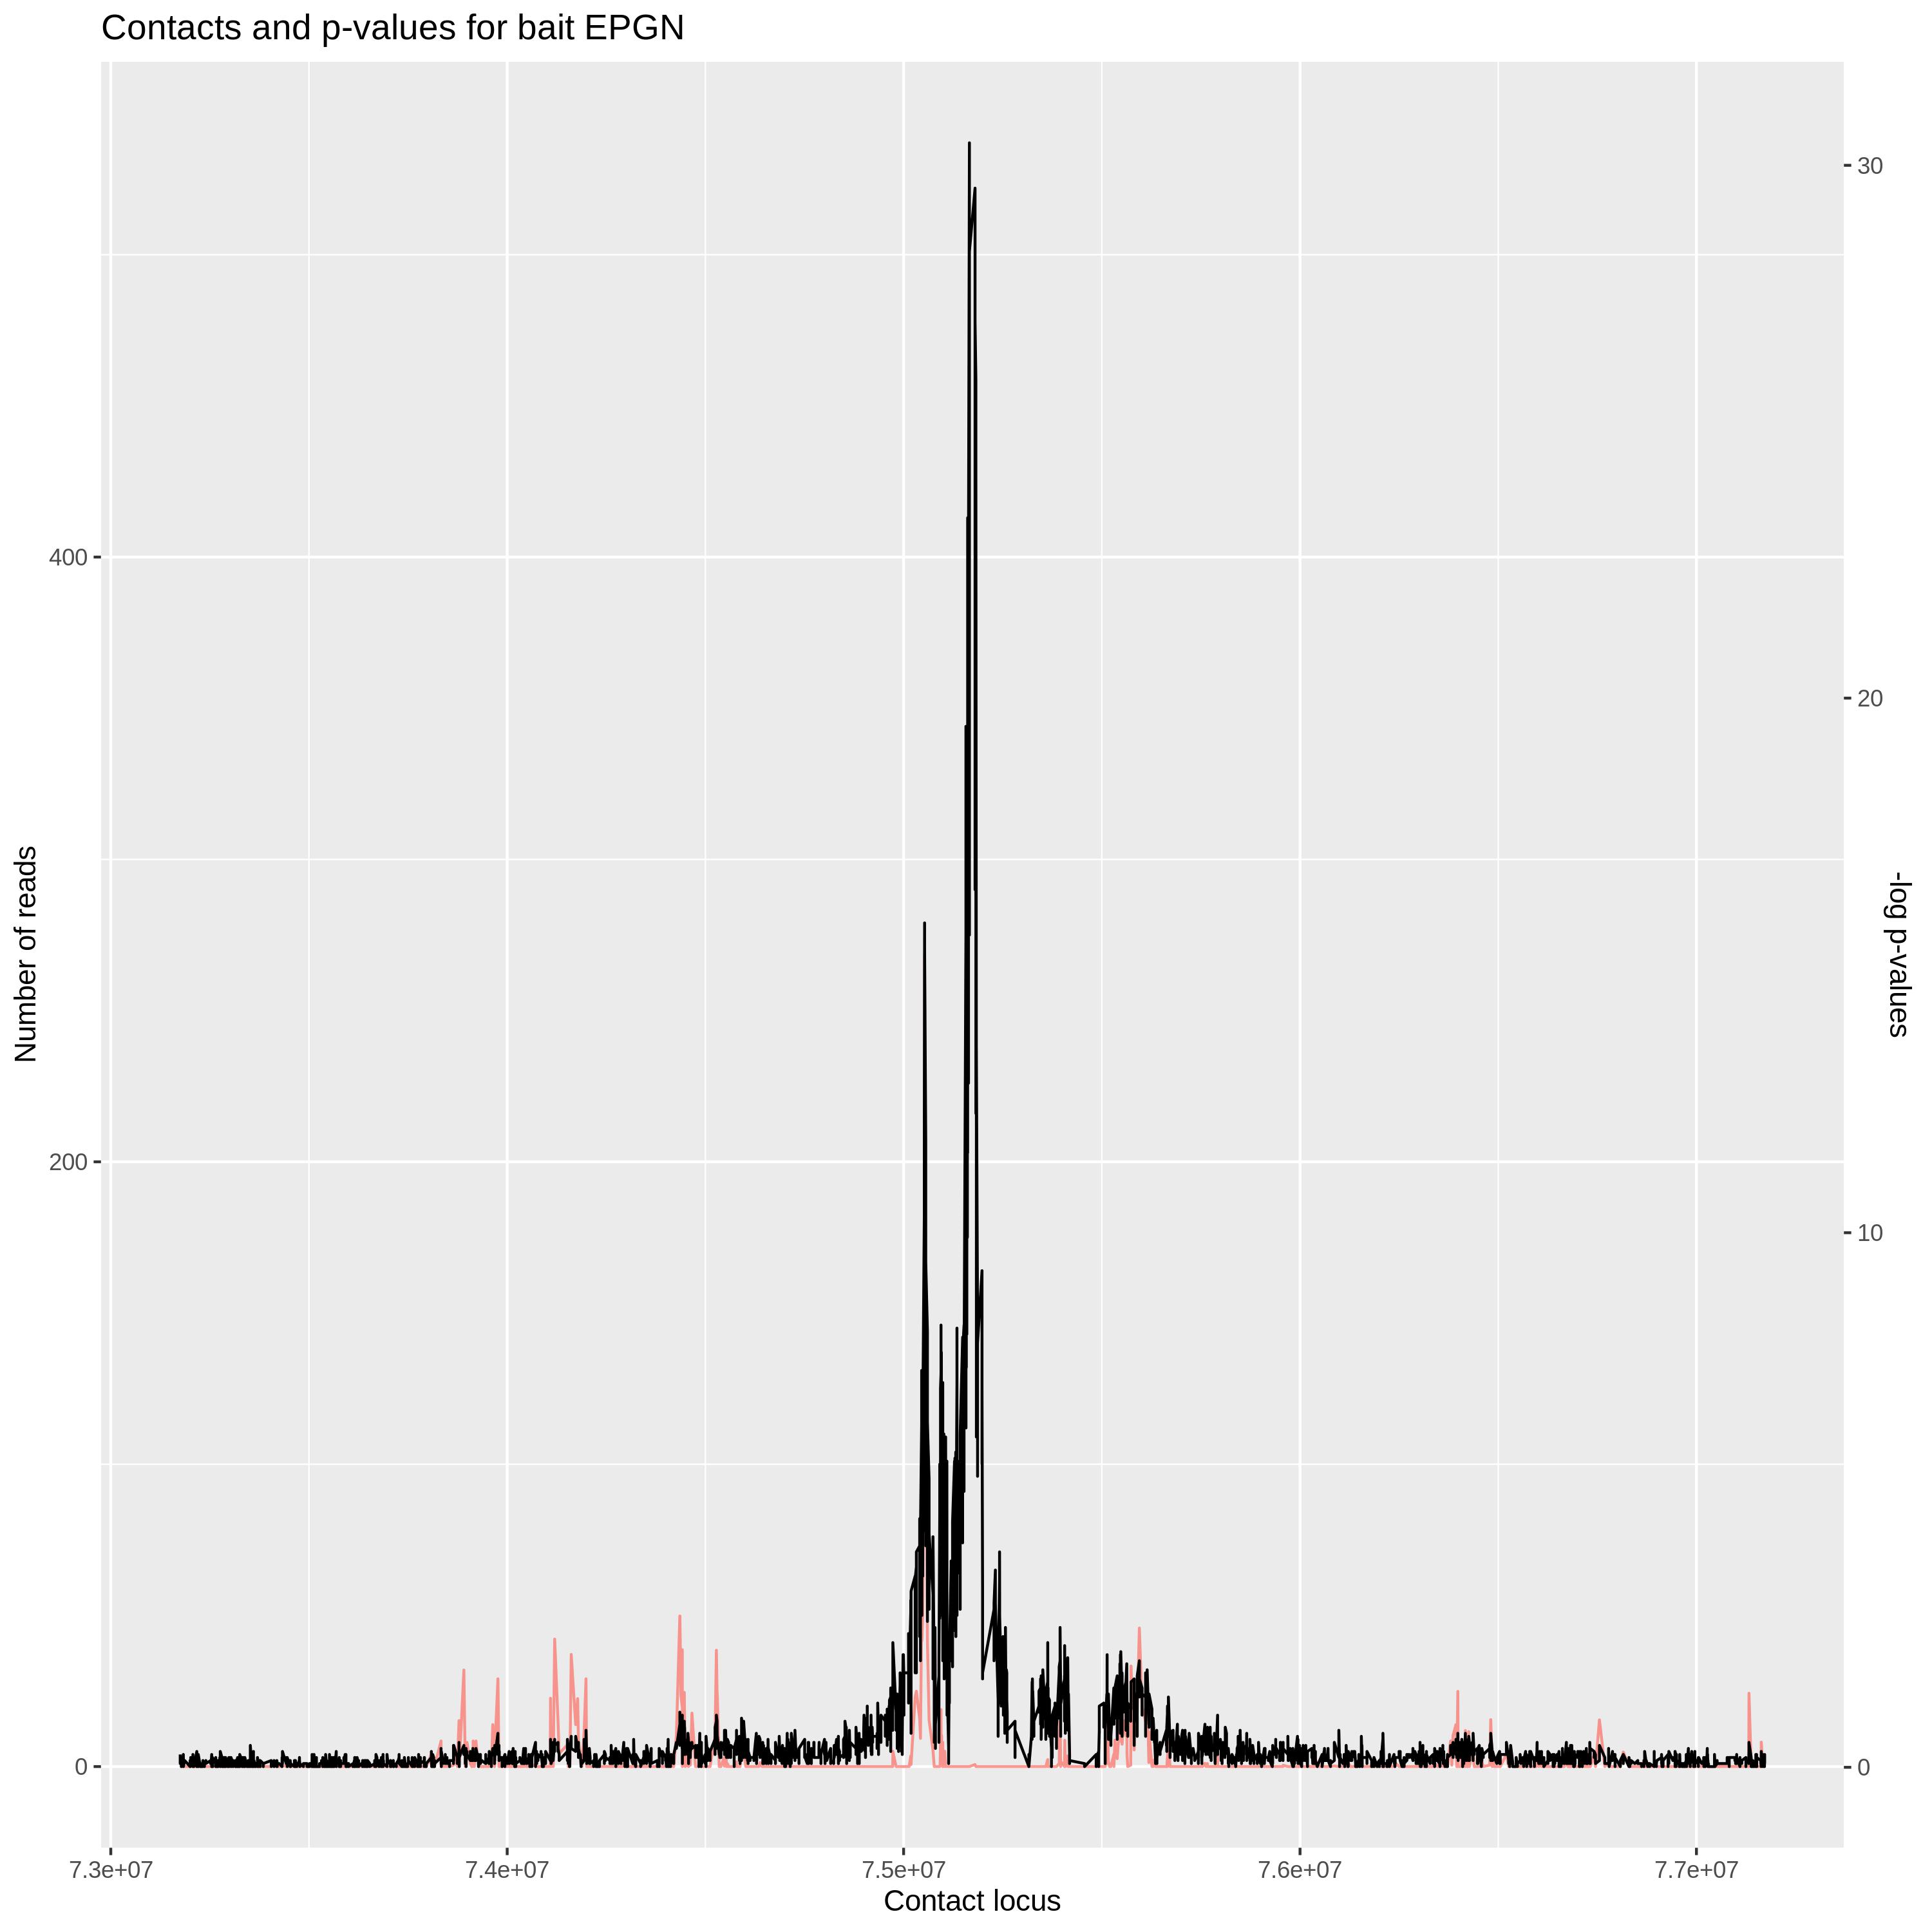 Contacts and p-values for bait EPGN
Number of reads
400
200
0
30
20
10
0
-log p-values
7.3e+07
7.4e+07
7.5e+07
7.6e+07
7.7e+07
Contact locus